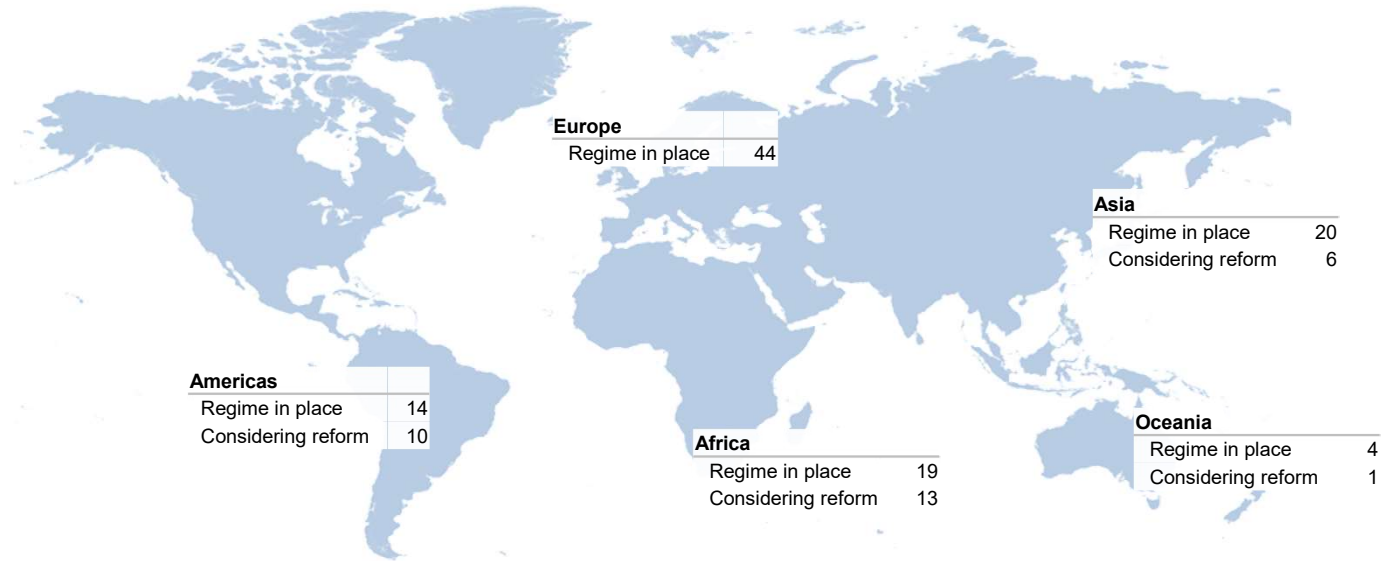 Europe
Regime in place 44
Asia
Regime in place 20
Considering reform 6
Americas
Regime in place 14
Considering reform 10
Africa
Regime in place 19
Considering reform 13
Oceania
Regime in place 4
Considering reform 1